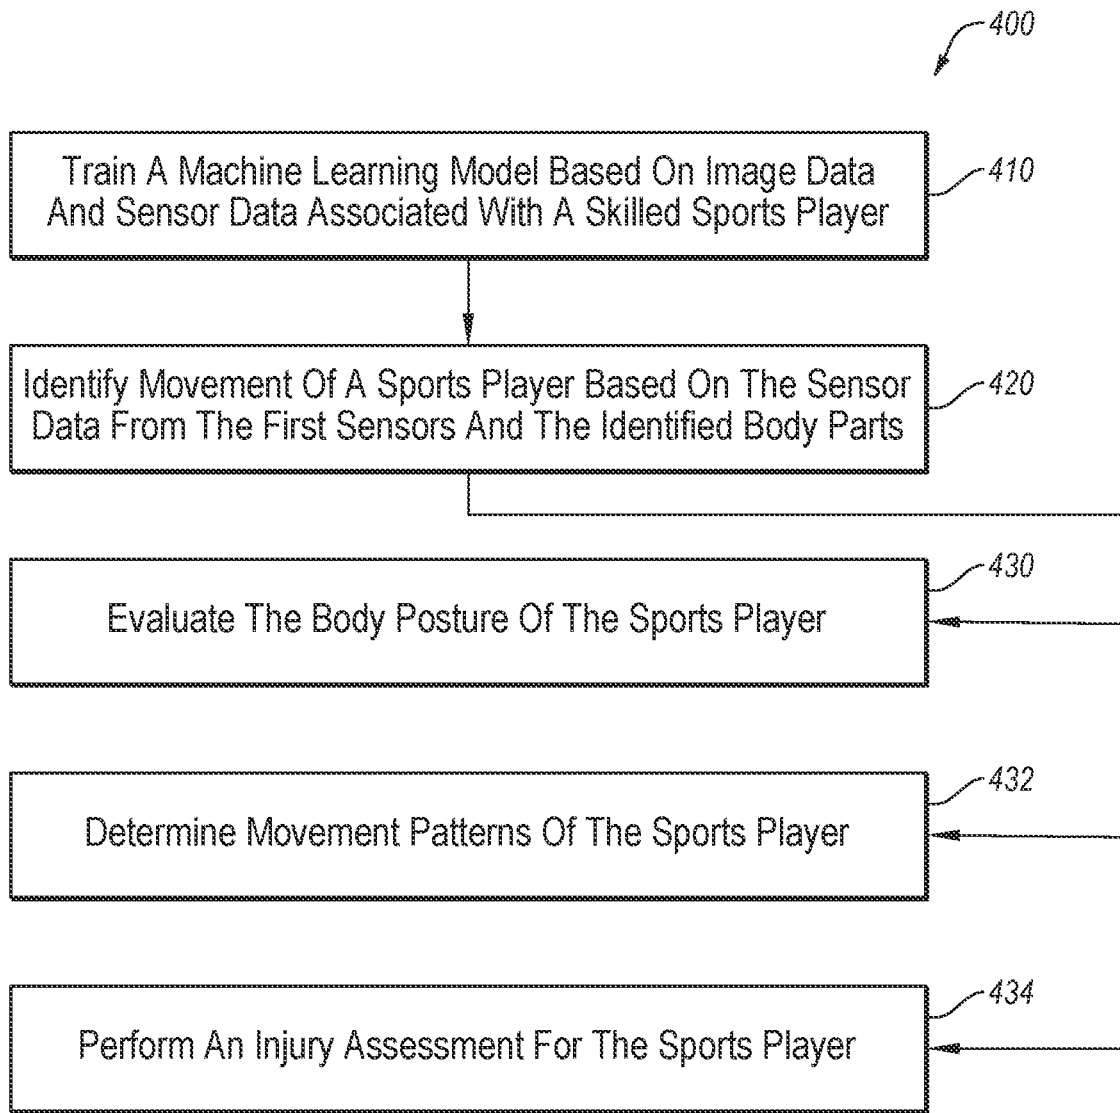 400
Train A Machine Learning Model Based On Image Data
And Sensor Data Associated With A Skilled Sports Player
410
Identify Movement Of A Sports Player Based On The Sensor
Data From The First Sensors And The Identified Body Parts
420
Evaluate The Body Posture Of The Sports Player
430
Determine Movement Patterns Of The Sports Player
432
Perform An Injury Assessment For The Sports Player
434